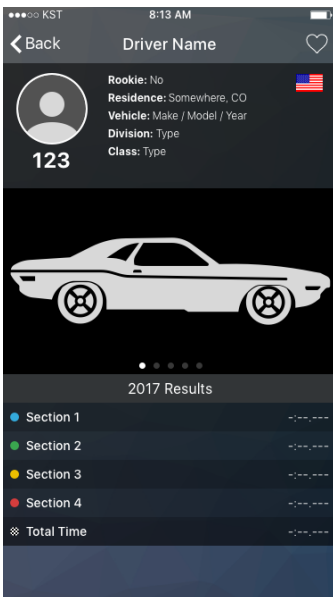 KST 8:13 AM
Back Driver Name
Rookie: No
Residence: Somewhere, CO
Vehicle: Make / Model / Year
Division: Type
Class: Type
123
2017 Results
Section 1 -:--.---
Section 2 -:--.---
Section 3 -:--.---
Section 4 -:--.---
Total Time -:--.---